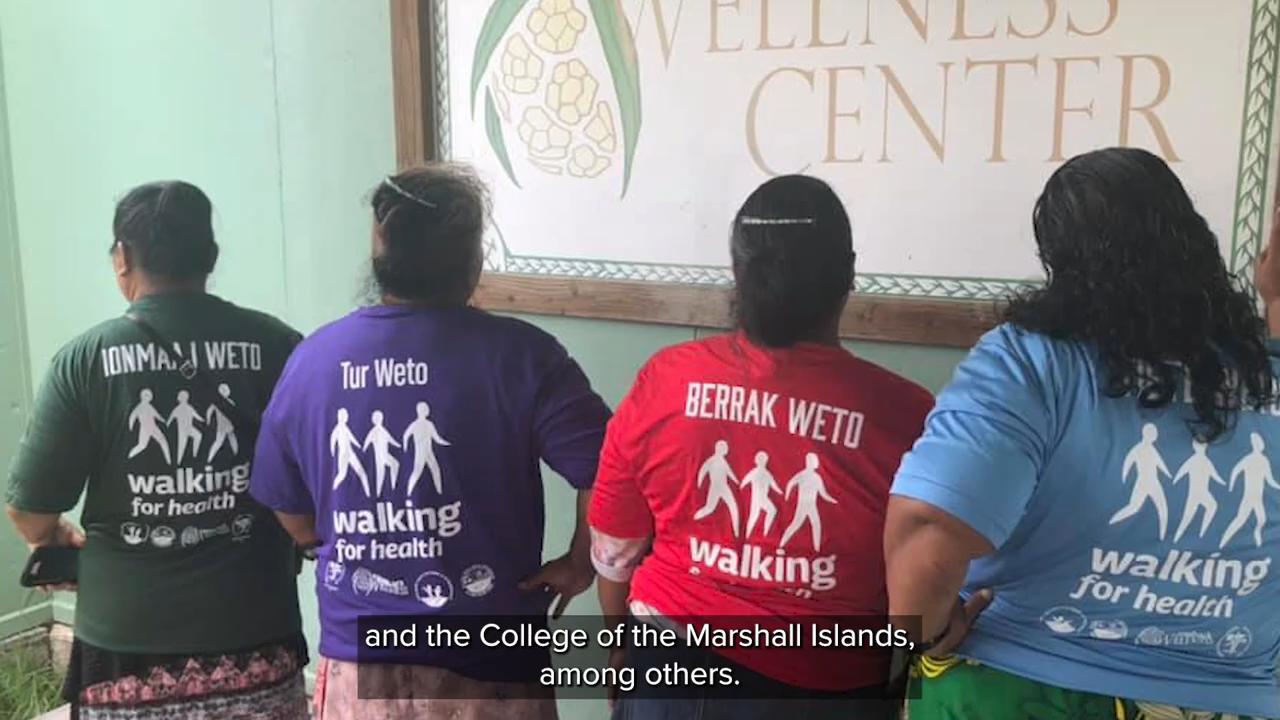 WELLNESS
CENTER
Tur Weto
BERRAK WETO
WETO
walking
for health
walking
for health
walking
walking
for health
and the College of the Marshall Islands,
among others.